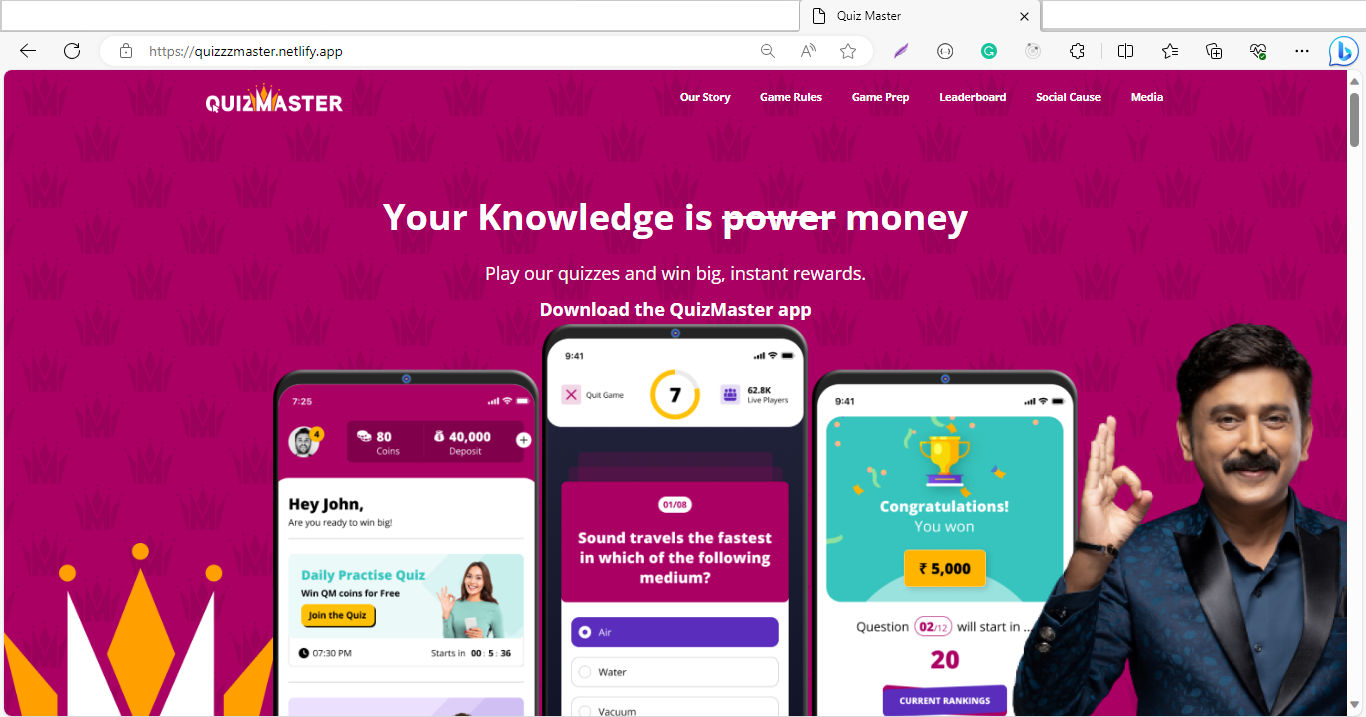 Quiz Master
https://quizzzmaster.netlify.app
QUIZMASTER
Our Story Game Rules Game Prep Leaderboard Social Cause Media
Your Knowledge is power money
Play our quizzes and win big, instant rewards.
Download the QuizMaster app
7:25
4
80
Coins
40,000
Deposit
Hey John,
Are you ready to win big!
Daily Practise Quiz
Win QM coins for Free
Join the Quiz
07:30 PM Starts in 00 : 5 : 36
9:41
Quit Game
7
62.8K
Live Players
01/08
Sound travels the fastest
in which of the following
medium?
Air
Water
Vacuum
9:41
Congratulations!
You won
₹ 5,000
Question 02/12 will start in ...
20
CURRENT RANKINGS